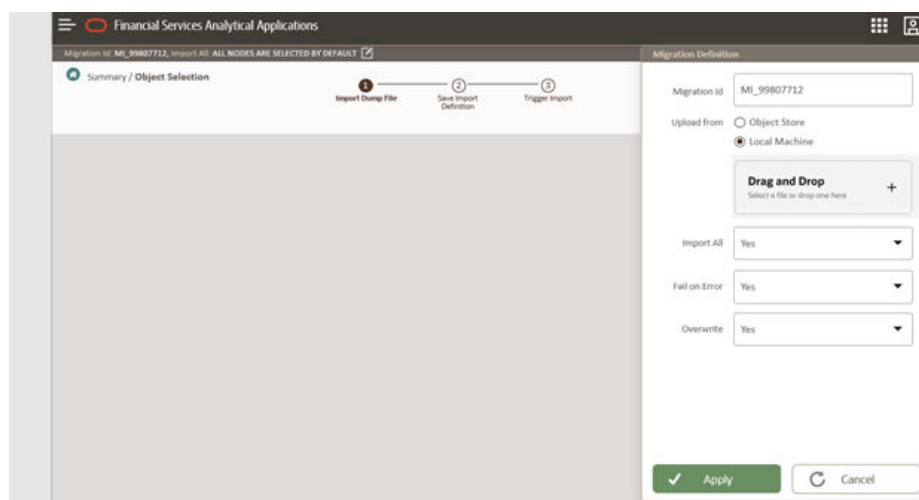 Financial Services Analytical Applications
Migration Id: MI_99807712, Import All: ALL NODES ARE SELECTED BY DEFAULT
Summary / Object Selection
1
2
3
Import Dump File
Save Import
Definition
Trigger Import
Migration Definition
Migration Id
MI_99807712
Upload from
Object Store
Local Machine
Drag and Drop
Select a file or drop one here
+
Import All
Yes
Fail on Error
Yes
Overwrite
Yes
Apply
Cancel